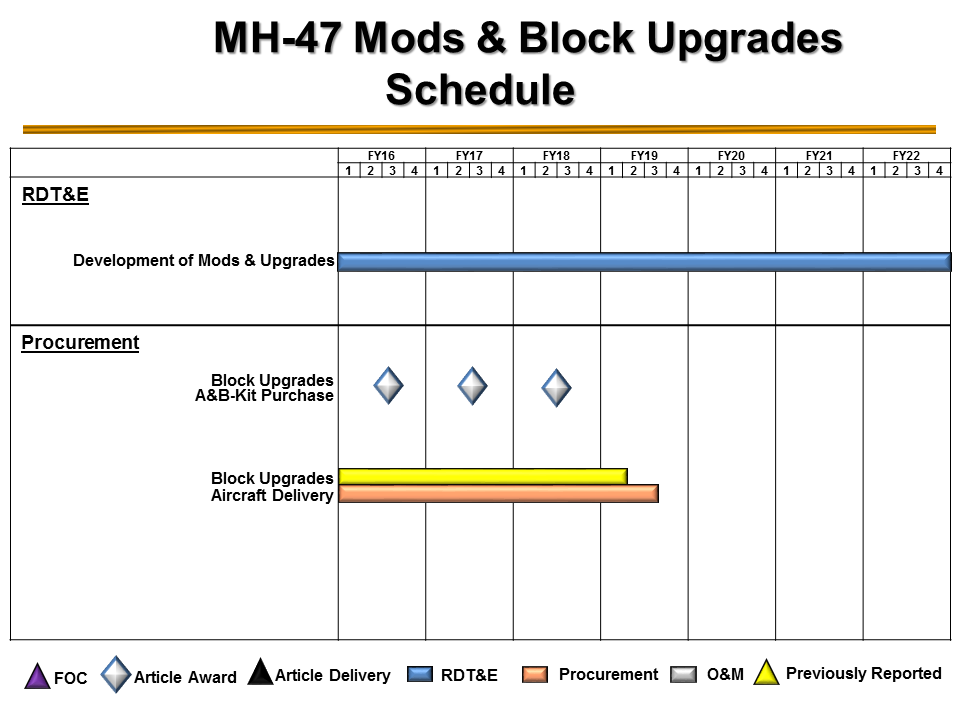 MH-47 Mods & Block Upgrades
Schedule
FY16 FY17 FY18 FY19 FY20 FY21 FY22
1 2 3 4 1 2 3 4 1 2 3 4 1 2 3 4 1 2 3 4 1 2 3 4 1 2 3 4
RDT&E
Development of Mods & Upgrades
Procurement
Block Upgrades
A&B-Kit Purchase
Block Upgrades
Aircraft Delivery
FOC Article Award Article Delivery RDT&E Procurement O&M Previously Reported